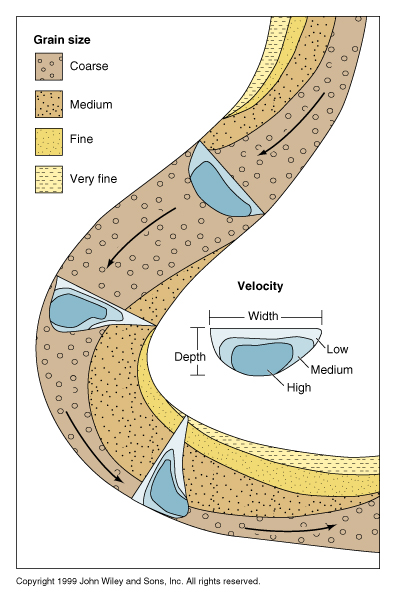 Grain size
Coarse
Medium
Fine
Very fine
Velocity
Width
Depth
Low
Medium
High
Copyright 1999 John Wiley and Sons, Inc. All rights reserved.